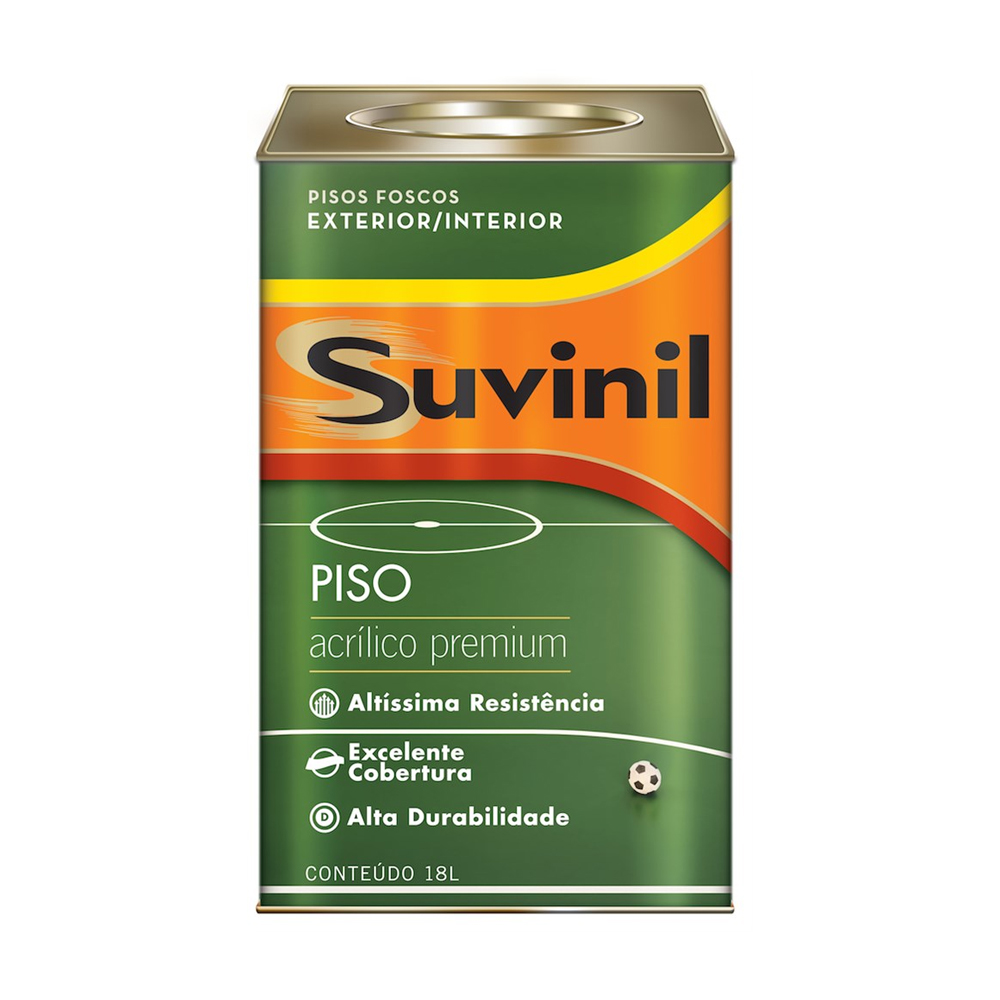 PISOS FOSCOS
EXTERIOR/INTERIOR
Suvinil
PISO
acrílico premium
Altíssima Resistência
Excelente
Cobertura
D Alta Durabilidade
CONTEÚDO 18L